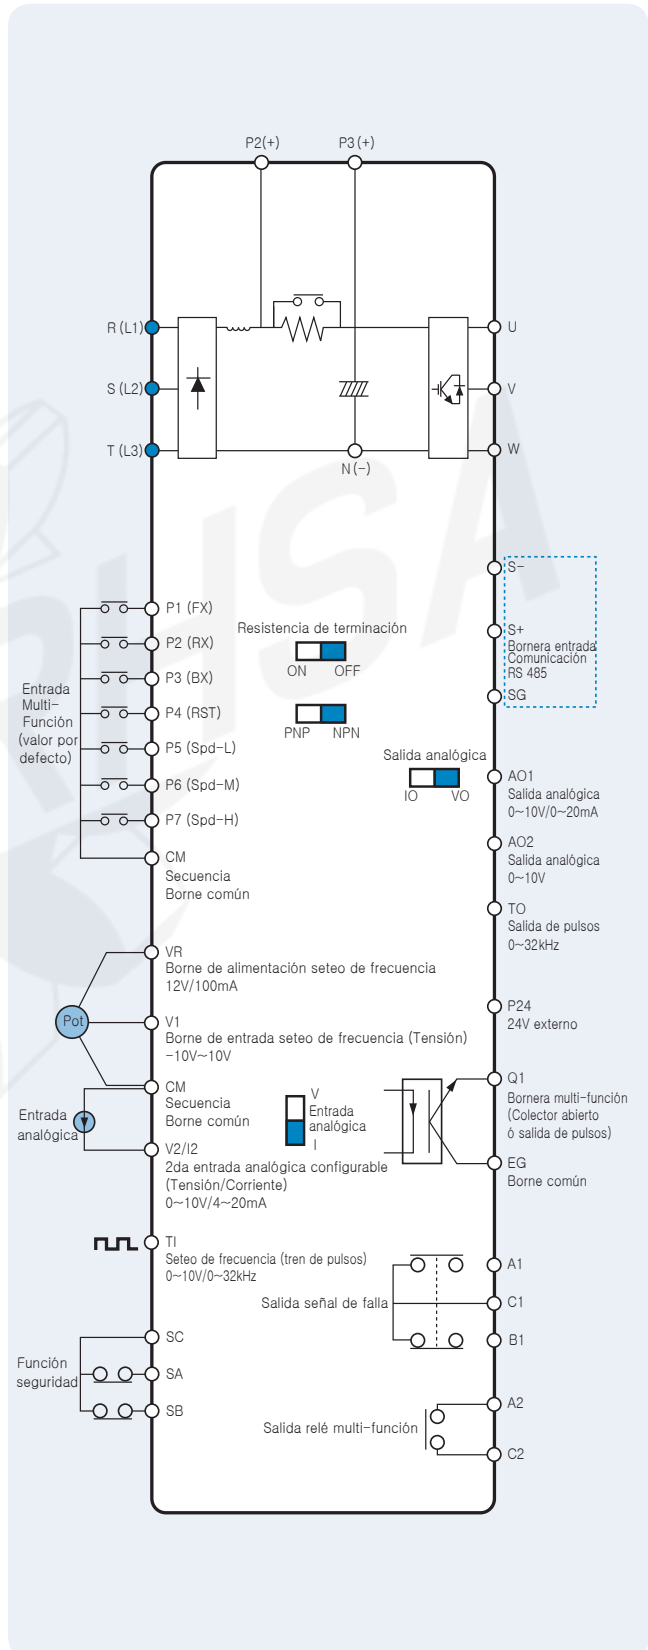 P2(+)
P3(+)
R (L1)
U
S (L2)
V
T (L3)
W
N(-)
S-
S+
Bornera entrada
Comunicación
RS 485
SG
P1 (FX)
P2 (RX)
P3 (BX)
P4 (RST)
P5 (Spd-L)
P6 (Spd-M)
P7 (Spd-H)
CM
Secuencia
Borne común
Entrada
Multi-
Función
(valor por
defecto)
Resistencia de terminación
ON OFF
PNP NPN
Salida analógica
IO VO
AO1
Salida analógica
0~10V/0~20mA
AO2
Salida analógica
0~10V
TO
Salida de pulsos
0~32kHz
VR
Borne de alimentación seteo de frecuencia
12V/100mA
Pot
V1
Borne de entrada seteo de frecuencia (Tensión)
-10V~10V
P24
24V externo
CM
Secuencia
Borne común
Entrada
analógica
V
Entrada
analógica
I
V2/I2
2da entrada analógica configurable
(Tensión/Corriente)
0~10V/4~20mA
Q1
Bornera multi-función
(Colector abierto
ó salida de pulsos)
EG
Borne común
TI
Seteo de frecuencia (tren de pulsos)
0~10V/0~32kHz
Salida señal de falla
A1
C1
B1
Función
seguridad
SC
SA
SB
Salida relé multi-función
A2
C2
RHSA